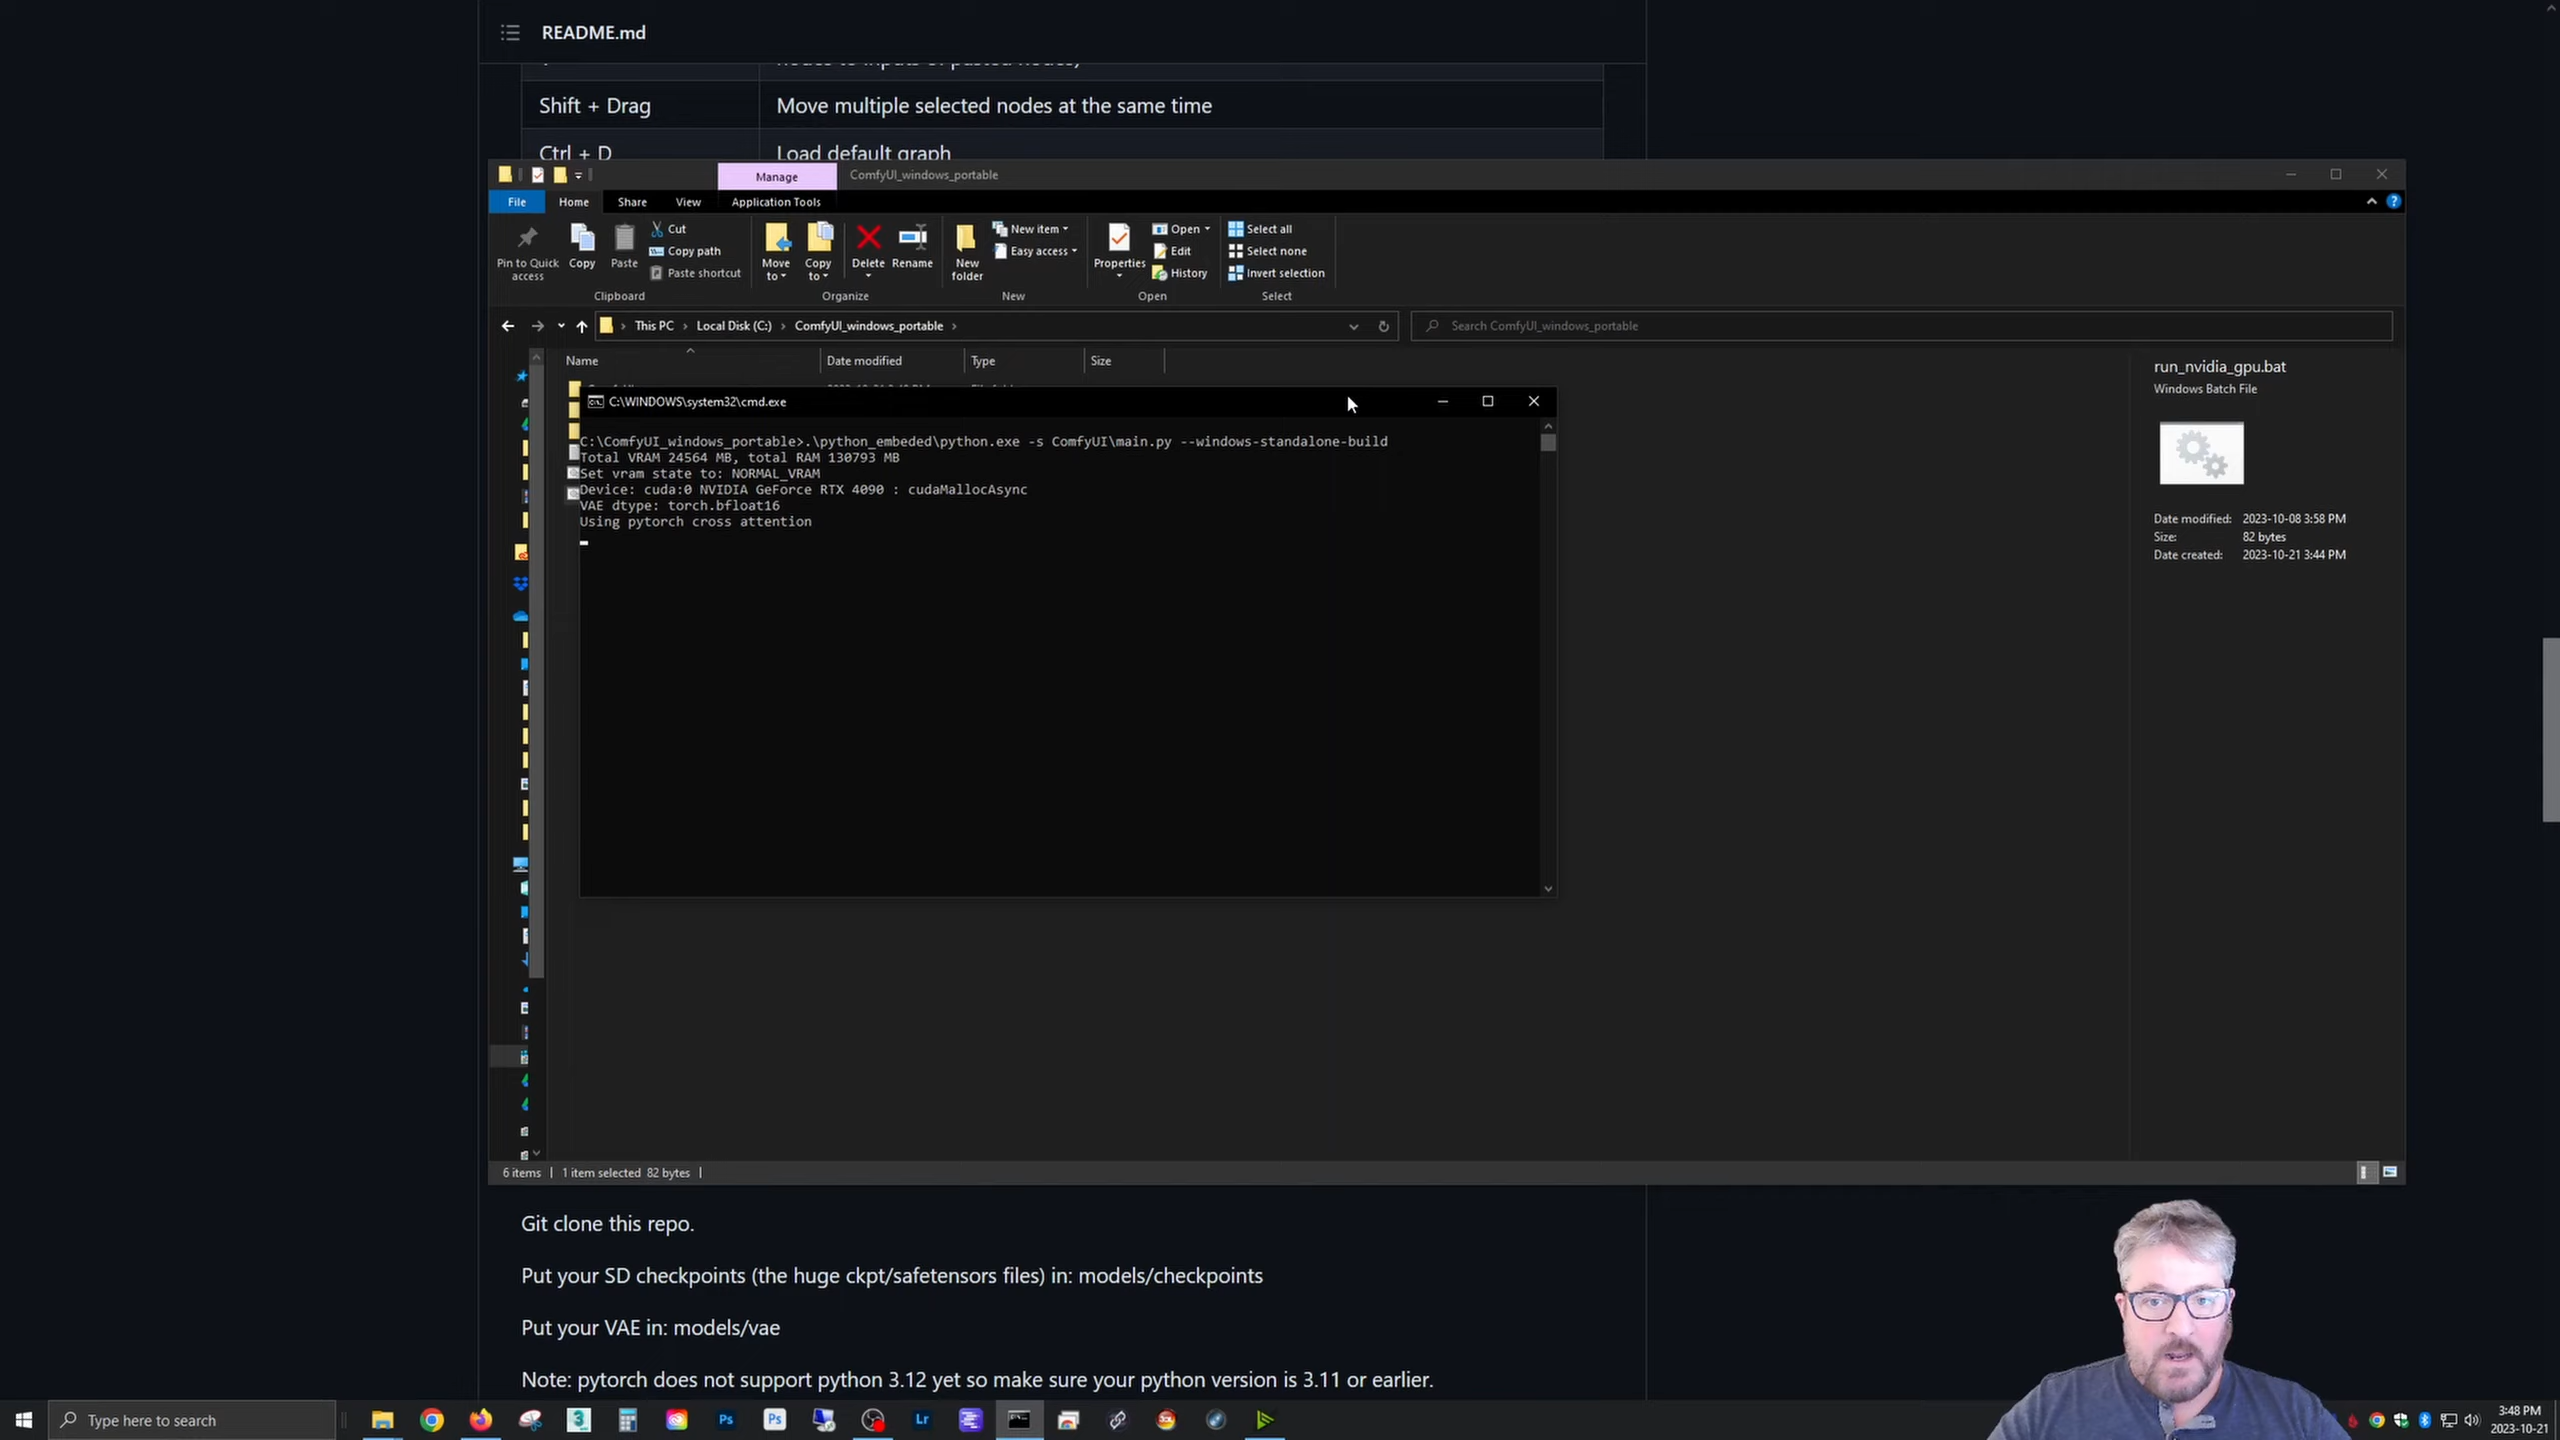 README.md
Shift + Drag
Move multiple selected nodes at the same time
Ctrl + D
Load default graph
Manage
ComfyUI_windows_portable
File
Home
Share
View
Application Tools
Pin to Quick access
Copy
Paste
Cut
Copy path
Paste shortcut
Clipboard
Move to
Copy to
Delete
Rename
Organize
New folder
New item
Easy access
New
Properties
Open
Edit
History
Open
Select all
Select none
Invert selection
Select
This PC
Local Disk (C:)
ComfyUI_windows_portable
Search ComfyUI_windows_portable
Name
Date modified
Type
Size
C:\WINDOWS\system32\cmd.exe
C:\ComfyUI_windows_portable>.\python_embeded\python.exe -s ComfyUI\main.py --windows-standalone-build
Total VRAM 24564 MB, total RAM 130793 MB
Set vram state to: NORMAL_VRAM
Device: cuda:0 NVIDIA GeForce RTX 4090 : cudaMallocAsync
VAE dtype: torch.bfloat16
Using pytorch cross attention
run_nvidia_gpu.bat
Windows Batch File
Date modified: 2023-10-08 3:58 PM
Size: 82 bytes
Date created: 2023-10-21 3:44 PM
6 items
1 item selected 82 bytes
Git clone this repo.
Put your SD checkpoints (the huge ckpt/safetensors files) in: models/checkpoints
Put your VAE in: models/vae
Note: pytorch does not support python 3.12 yet so make sure your python version is 3.11 or earlier.
Type here to search
Ps
Ps
Lr
3:48 PM
2023-10-21